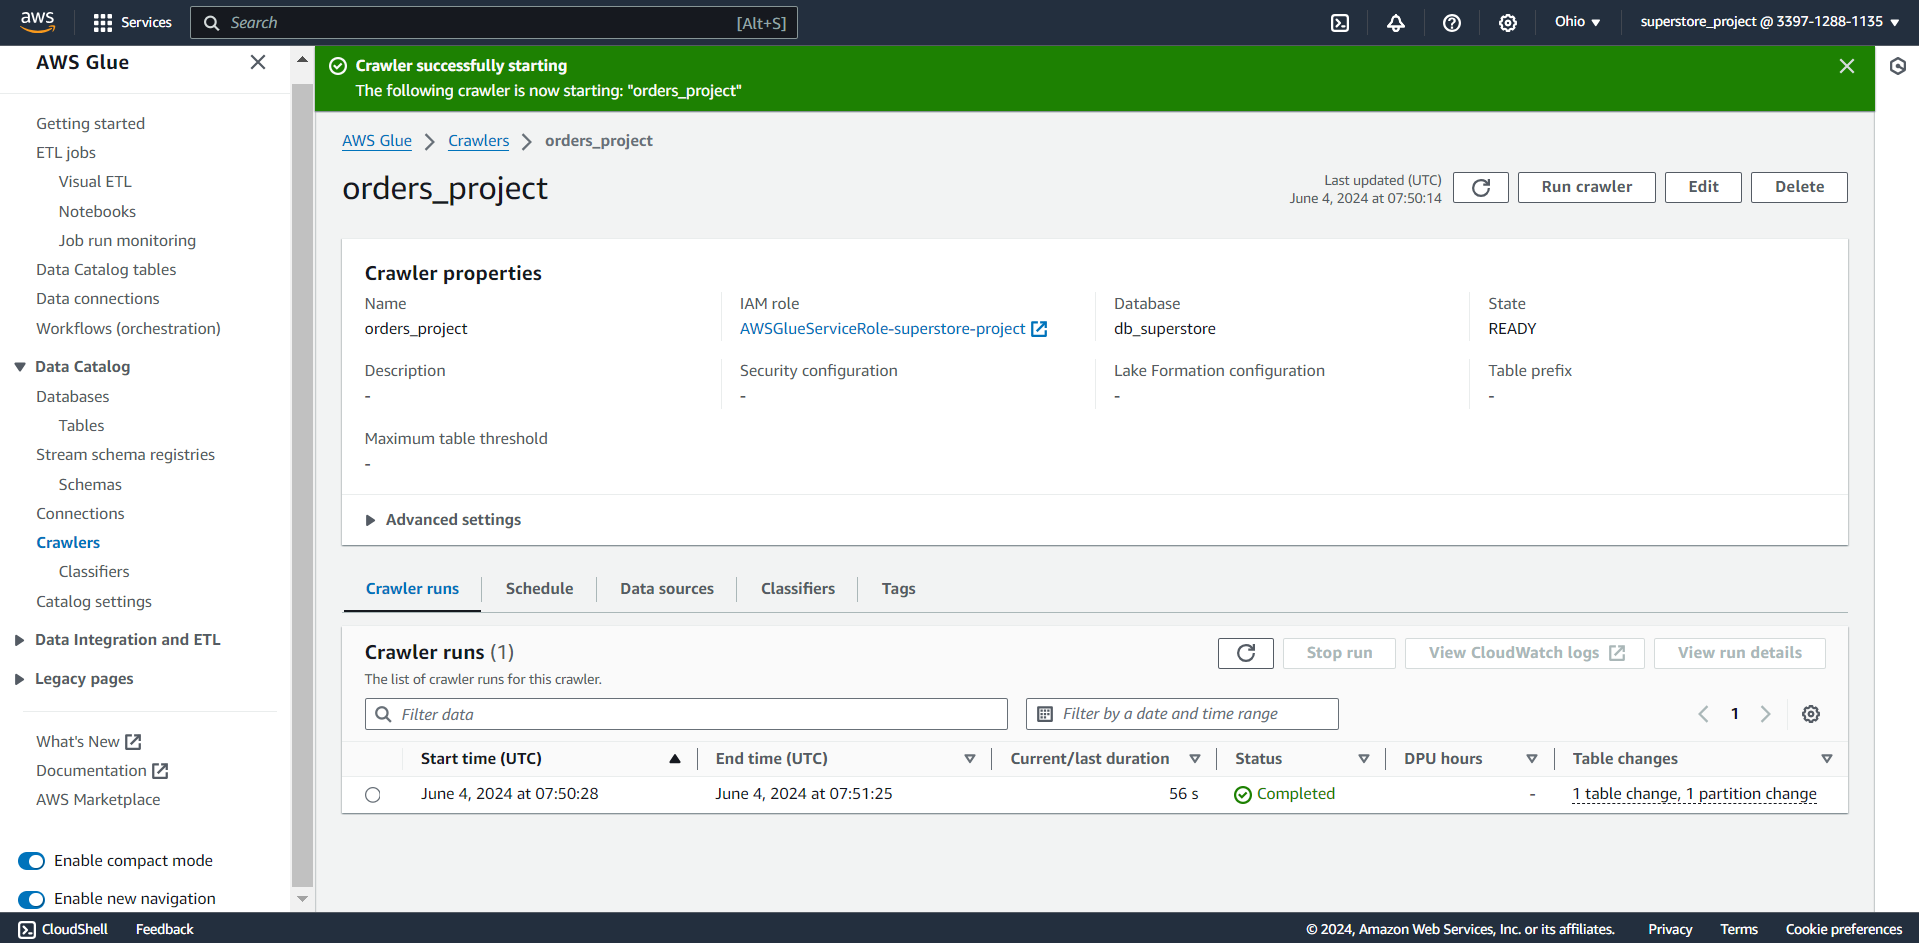 aws
Services
Search
[Alt+S]
Ohio
superstore_project @ 3397-1288-1135
AWS Glue
Getting started
ETL jobs
Visual ETL
Notebooks
Job run monitoring
Data Catalog tables
Data connections
Workflows (orchestration)
Data Catalog
Databases
Tables
Stream schema registries
Schemas
Connections
Crawlers
Classifiers
Catalog settings
Data Integration and ETL
Legacy pages
What's New
Documentation
AWS Marketplace
Enable compact mode
Enable new navigation
Crawler successfully starting
The following crawler is now starting: "orders_project"
AWS Glue
Crawlers
orders_project
orders_project
Last updated (UTC)
June 4, 2024 at 07:50:14
Run crawler
Edit
Delete
Crawler properties
Name
orders_project
IAM role
AWSGlueServiceRole-superstore-project
Database
db_superstore
State
READY
Description
-
Security configuration
-
Lake Formation configuration
-
Table prefix
-
Maximum table threshold
-
Advanced settings
Crawler runs
Schedule
Data sources
Classifiers
Tags
Crawler runs (1)
The list of crawler runs for this crawler.
Stop run
View CloudWatch logs
View run details
Filter data
Filter by a date and time range
1
Start time (UTC)
End time (UTC)
Current/last duration
Status
DPU hours
Table changes
June 4, 2024 at 07:50:28
June 4, 2024 at 07:51:25
56 s
Completed
-
1 table change, 1 partition change
CloudShell
Feedback
© 2024, Amazon Web Services, Inc. or its affiliates.
Privacy
Terms
Cookie preferences